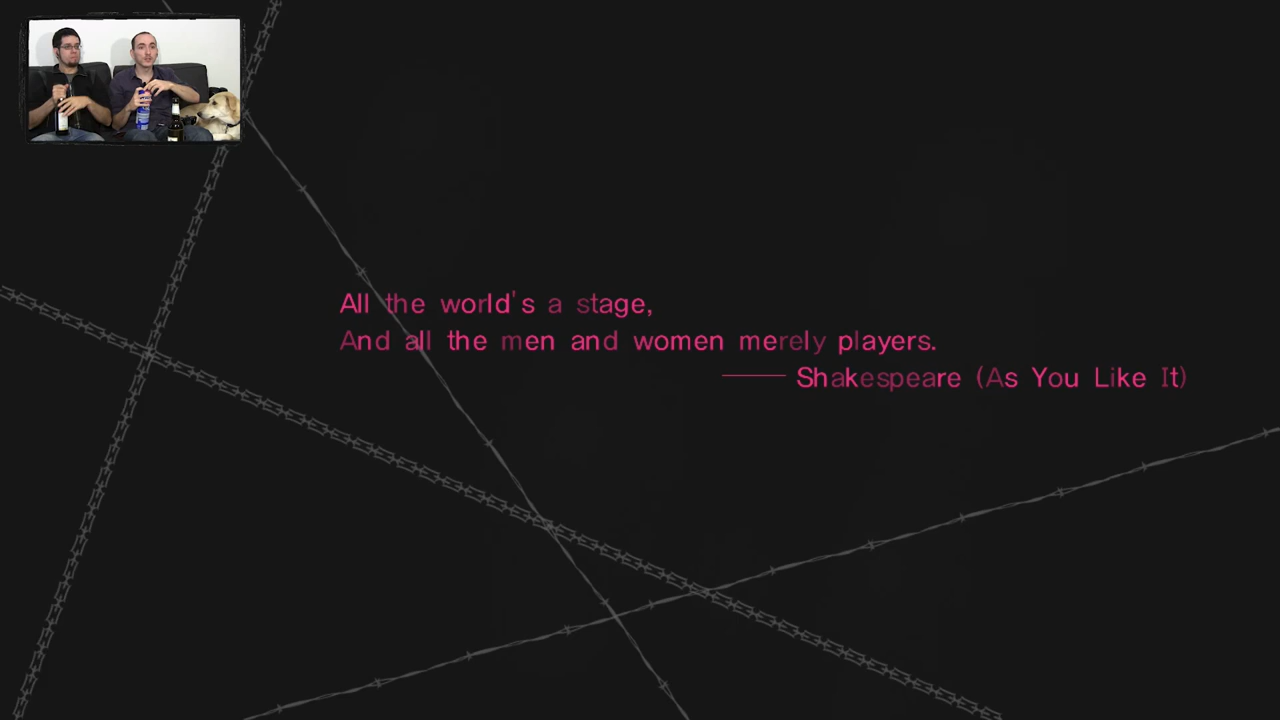 All the world's a stage,
And all the men and women merely players.
—— Shakespeare (As You Like It)